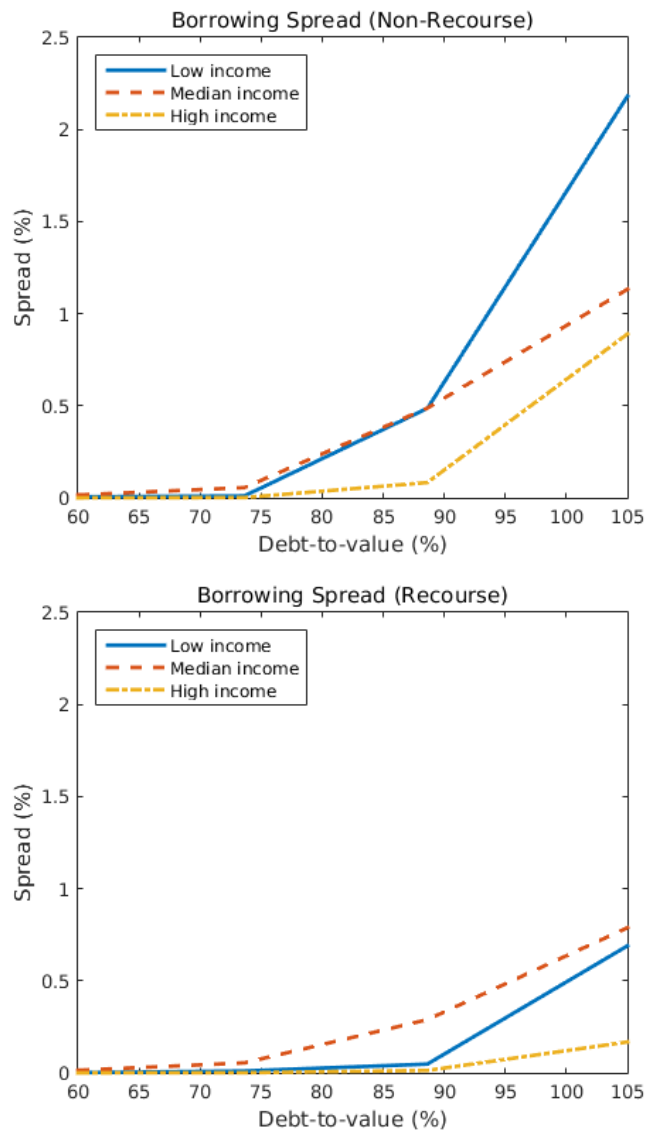 Borrowing Spread (Non-Recourse)
2.5
2
1.5
1
0.5
0
Spread (%)
Low income
Median income
High income
60 65 70 75 80 85 90 95 100 105
Debt-to-value (%)
Borrowing Spread (Recourse)
2.5
2
1.5
1
0.5
0
Spread (%)
Low income
Median income
High income
60 65 70 75 80 85 90 95 100 105
Debt-to-value (%)